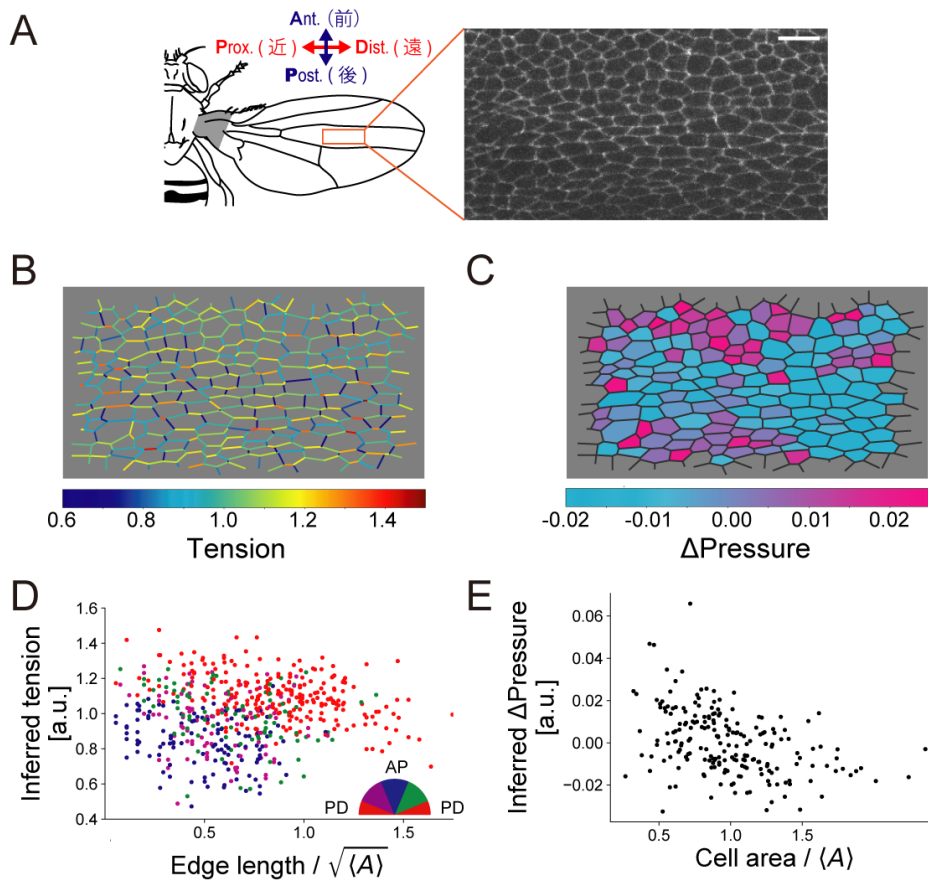 A
Ant. (前)
Prox. (近) Dist. (遠)
Post. (後)
B
0.6 0.8 1.0 1.2 1.4
Tension
C
-0.02 -0.01 0.00 0.01 0.02
ΔPressure
D
Inferred tension
[a.u.]
1.6
1.4
1.2
1.0
0.8
0.6
0.4
AP
PD PD
0.5 1.0 1.5
Edge length / √⟨A⟩
E
Inferred ΔPressure
[a.u.]
0.06
0.04
0.02
0.00
-0.02
0.5 1.0 1.5
Cell area / ⟨A⟩